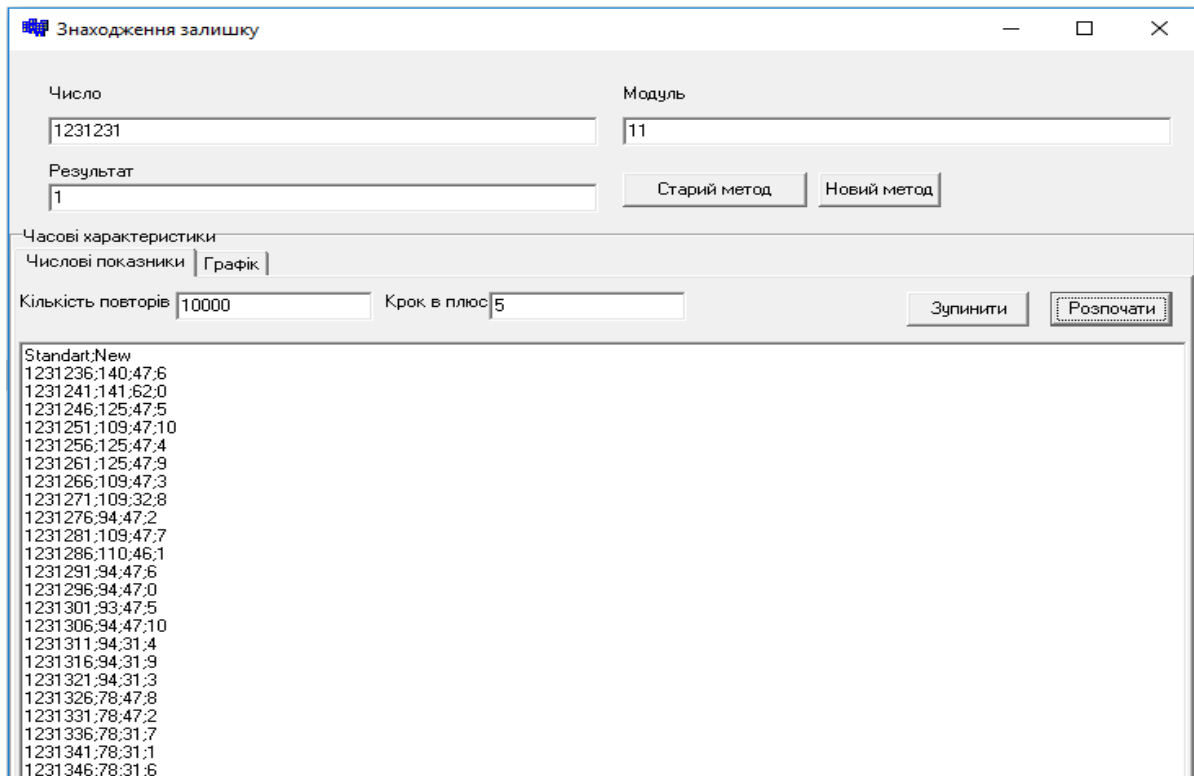 Знаходження залишку
Число
Модуль
1231231
11
Результат
1
Старий метод
Новий метод
Часові характеристики
Числові показники
Графік
Кількість повторів
10000
Крок в плюс
5
Зупинити
Розпочати
Standart;New
1231236;140;47;6
1231241;141;62;0
1231246;125;47;5
1231251;109;47;10
1231256;125;47;4
1231261;125;47;9
1231266;109;47;3
1231271;109;32;8
1231276;94;47;2
1231281;109;47;7
1231286;110;46;1
1231291;94;47;6
1231296;94;47;0
1231301;93;47;5
1231306;94;47;10
1231311;94;31;4
1231316;94;31;9
1231321;94;31;3
1231326;78;47;8
1231331;78;47;2
1231336;78;31;7
1231341;78;31;1
1231346;78;31;6